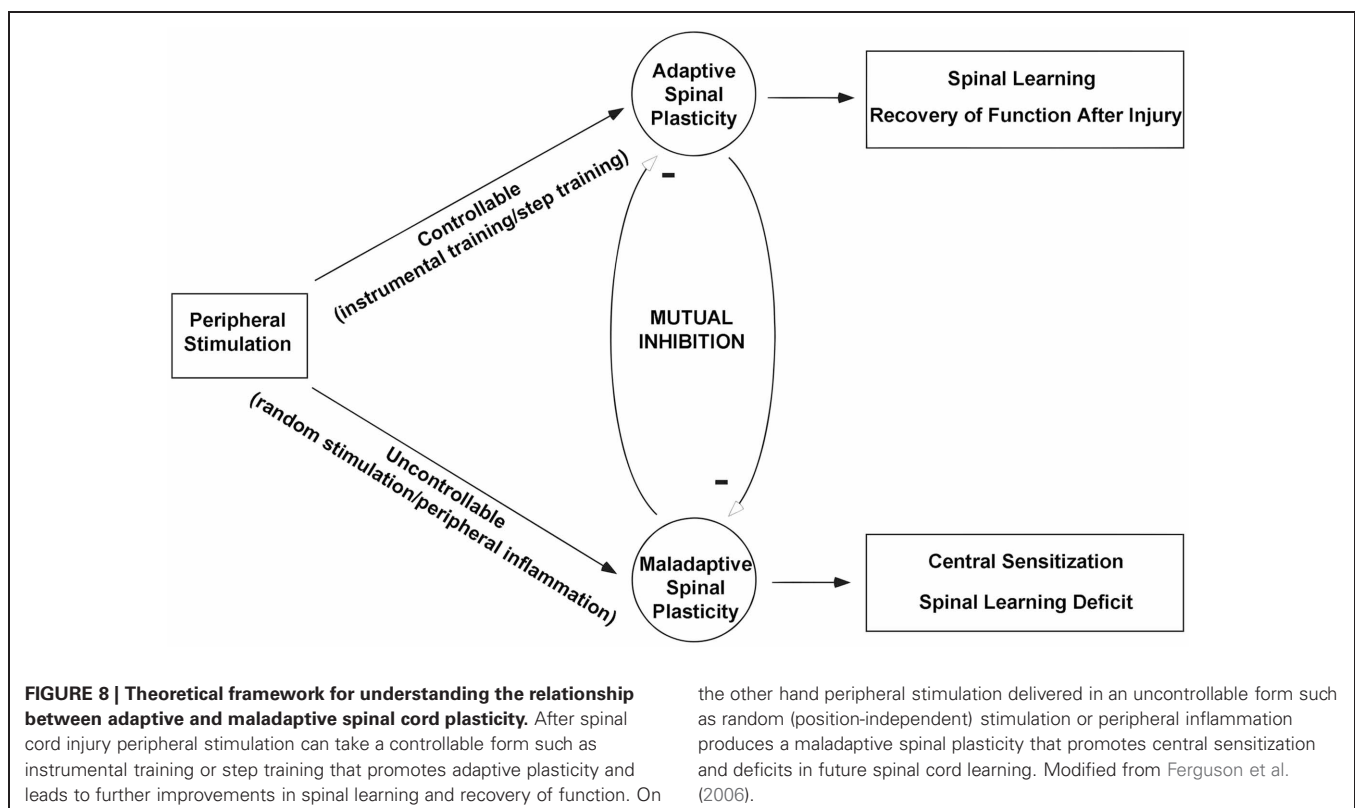 Adaptive
Spinal
Plasticity
Spinal Learning
Recovery of Function After Injury
Controllable
(instrumental training/step training)
-
Peripheral
Stimulation
MUTUAL
INHIBITION
Uncontrollable
(random stimulation/peripheral inflammation)
-
Maladaptive
Spinal
Plasticity
Central Sensitization
Spinal Learning Deficit
FIGURE 8 | Theoretical framework for understanding the relationship
between adaptive and maladaptive spinal cord plasticity. After spinal
cord injury peripheral stimulation can take a controllable form such as
instrumental training or step training that promotes adaptive plasticity and
leads to further improvements in spinal learning and recovery of function. On
the other hand peripheral stimulation delivered in an uncontrollable form such
as random (position-independent) stimulation or peripheral inflammation
produces a maladaptive spinal plasticity that promotes central sensitization
and deficits in future spinal cord learning. Modified from Ferguson et al.
(2006).